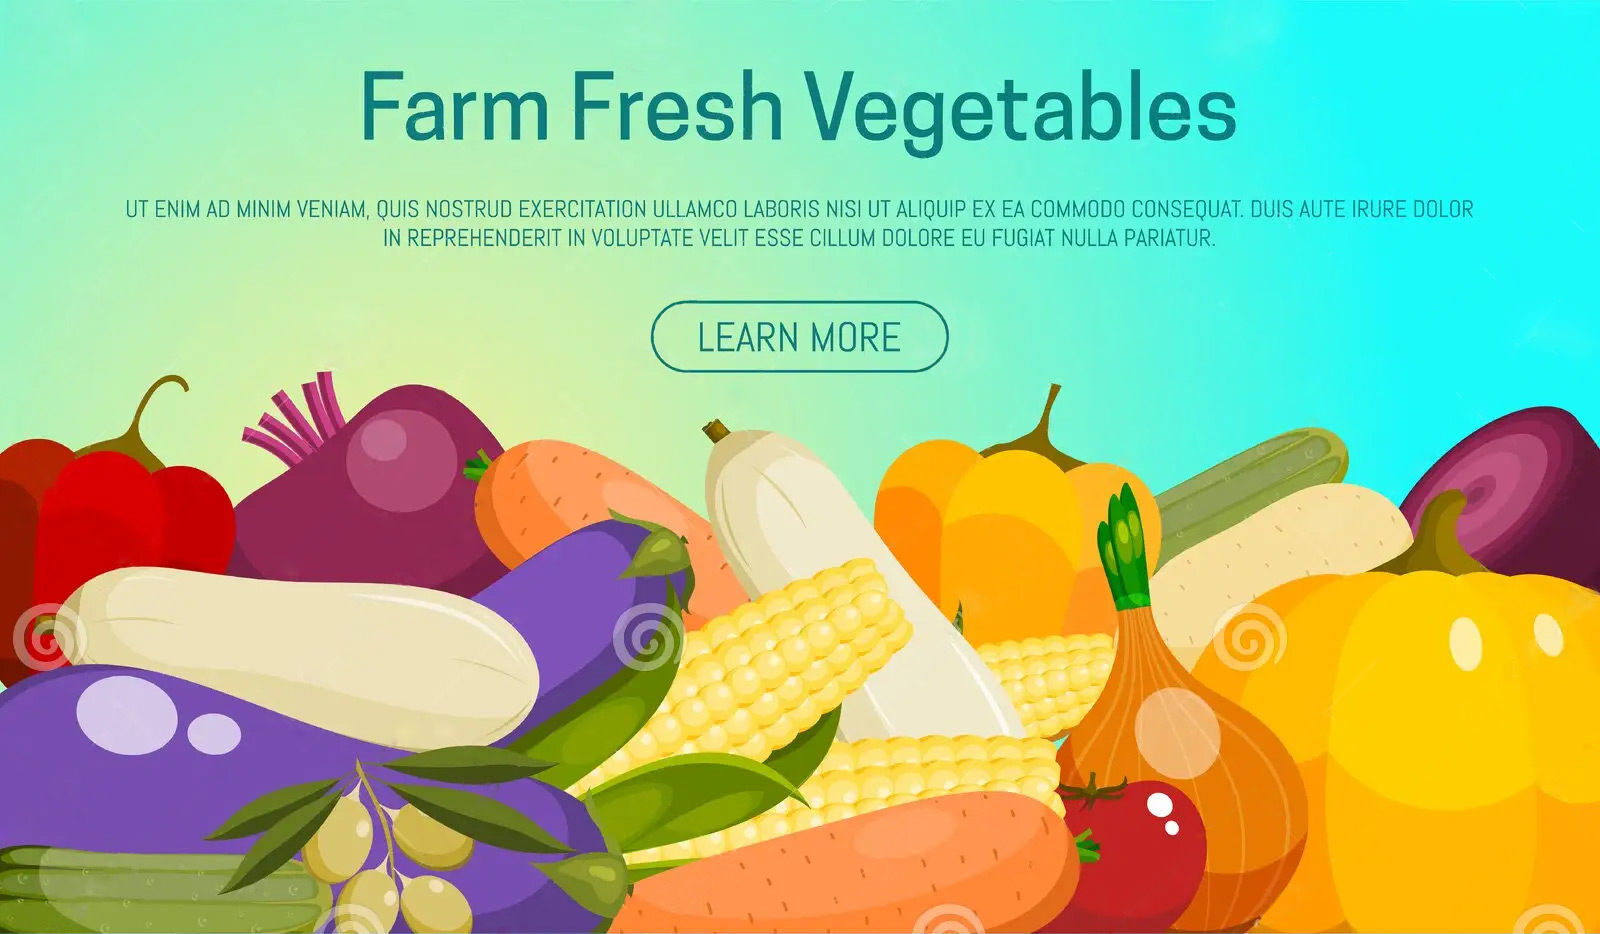 Farm Fresh Vegetables
UT ENIM AD MINIM VENIAM, QUIS NOSTRUD EXERCITATION ULLAMCO LABORIS NISI UT ALIQUIP EX EA COMMODO CONSEQUAT. DUIS AUTE IRURE DOLOR
IN REPREHENDERIT IN VOLUPTATE VELIT ESSE CILLUM DOLORE EU FUGIAT NULLA PARIATUR.
LEARN MORE